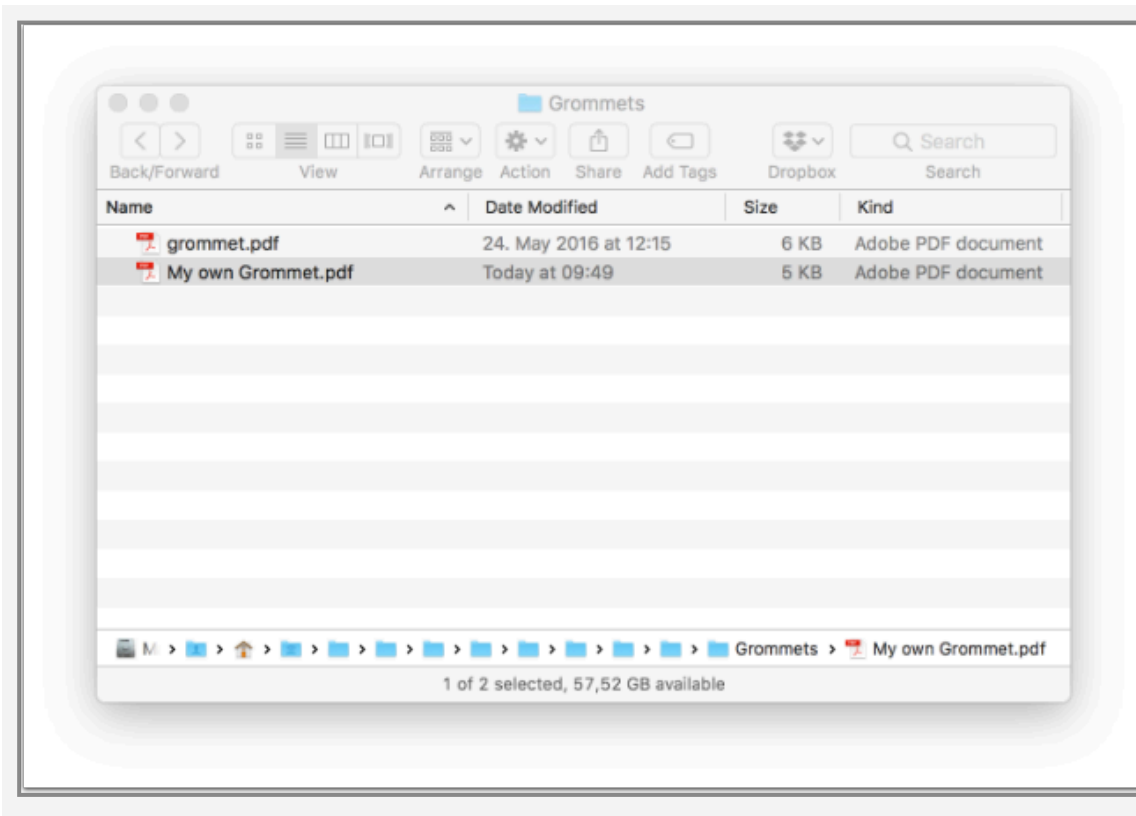 Grommets
Search
Back/Forward View Arrange Action Share Add Tags Dropbox Search
Name Date Modified Size Kind
grommet.pdf 24. May 2016 at 12:15 6 KB Adobe PDF document
My own Grommet.pdf Today at 09:49 5 KB Adobe PDF document
M › › › › › › › › › › › › › Grommets › My own Grommet.pdf
1 of 2 selected, 57,52 GB available